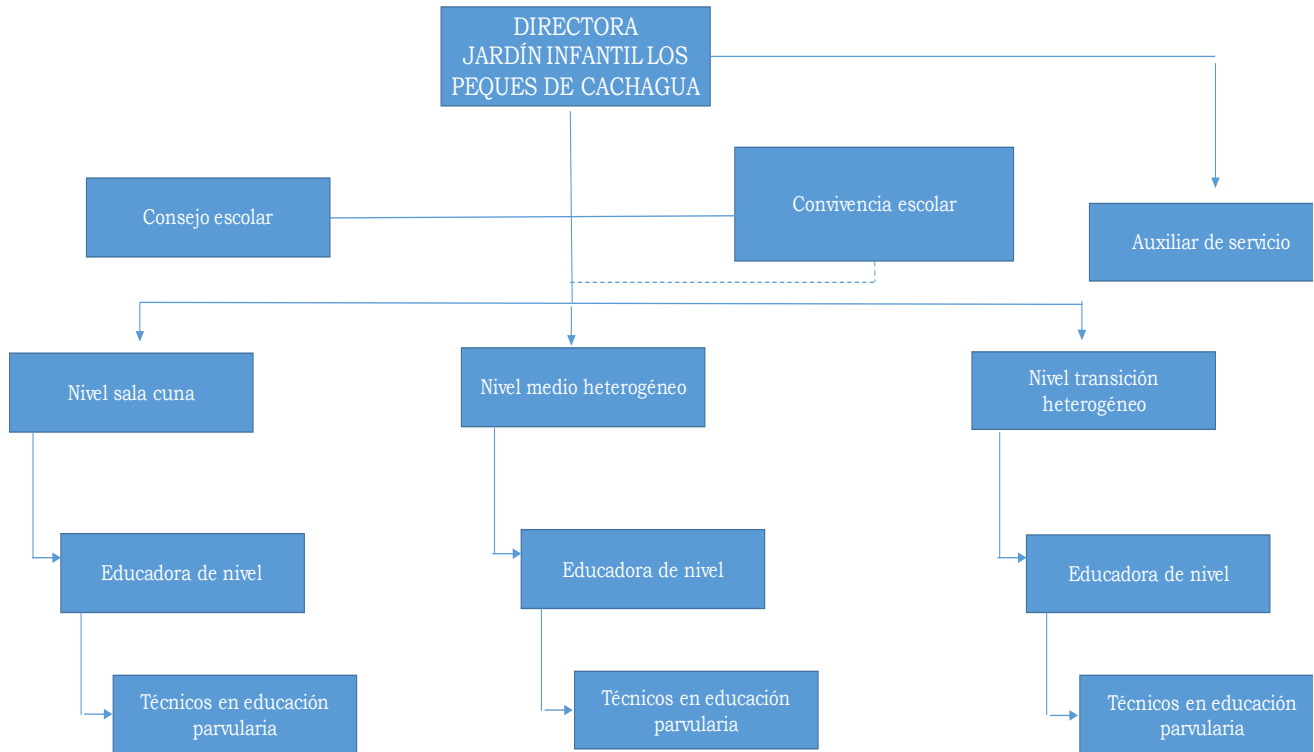 DIRECTORA
JARDÍN INFANTIL LOS
PEQUES DE CACHAGUA
Consejo escolar
Convivencia escolar
Auxiliar de servicio
Nivel sala cuna
Nivel medio heterogéneo
Nivel transición
heterogéneo
Educadora de nivel
Educadora de nivel
Educadora de nivel
Técnicos en educación
parvularia
Técnicos en educación
parvularia
Técnicos en educación
parvularia